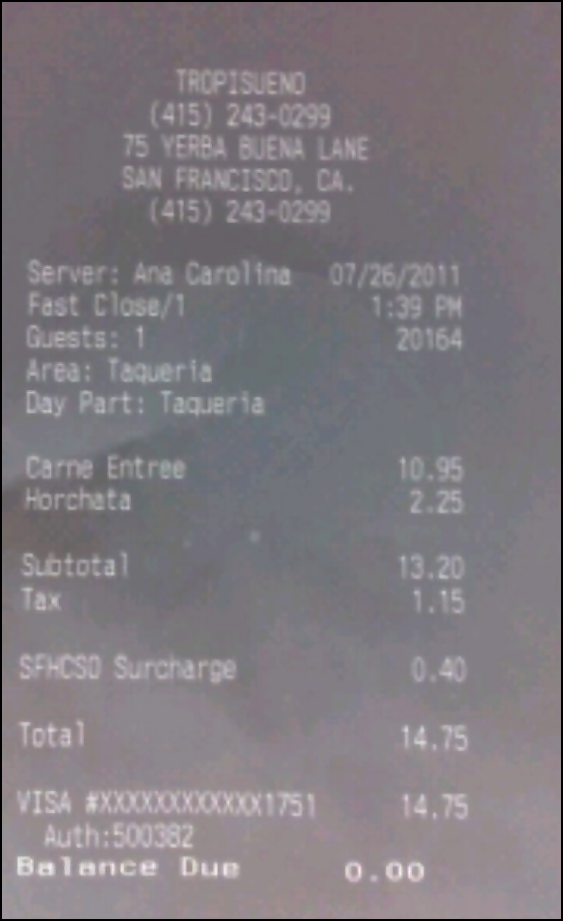 TROPISUENO
(415) 243-0299
75 YERBA BUENA LANE
SAN FRANCISCO, CA.
(415) 243-0299
Server: Ana Carolina 07/26/2011
Fast Close/1 1:39 PM
Guests: 1 20164
Area: Taqueria
Day Part: Taqueria
Carne Entree 10.95
Horchata 2.25
Subtotal 13.20
Tax 1.15
SFHCSO Surcharge 0.40
Total 14.75
VISA #XXXXXXXXXXXX1751 14.75
Auth:500382
Balance Due 0.00